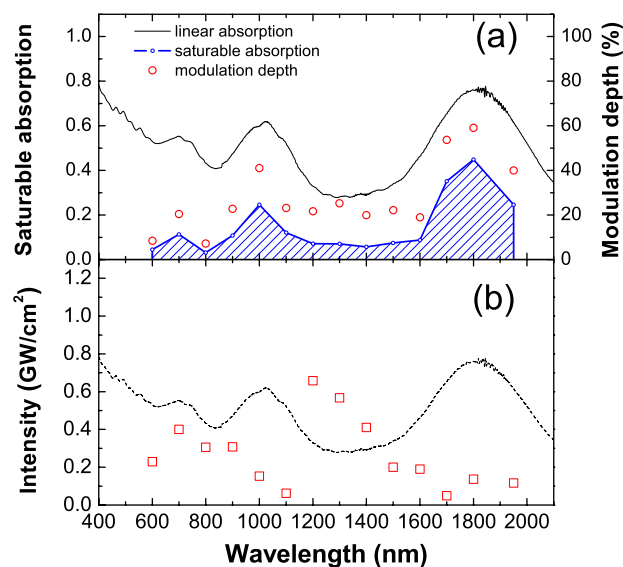 (a)
linear absorption
saturable absorption
modulation depth
Saturable absorption
1.0
0.8
0.6
0.4
0.2
0.0
Modulation depth (%)
100
80
60
40
20
0
(b)
Intensity (GW/cm²)
1.2
1.0
0.8
0.6
0.4
0.2
0.0
400 600 800 1000 1200 1400 1600 1800 2000
Wavelength (nm)